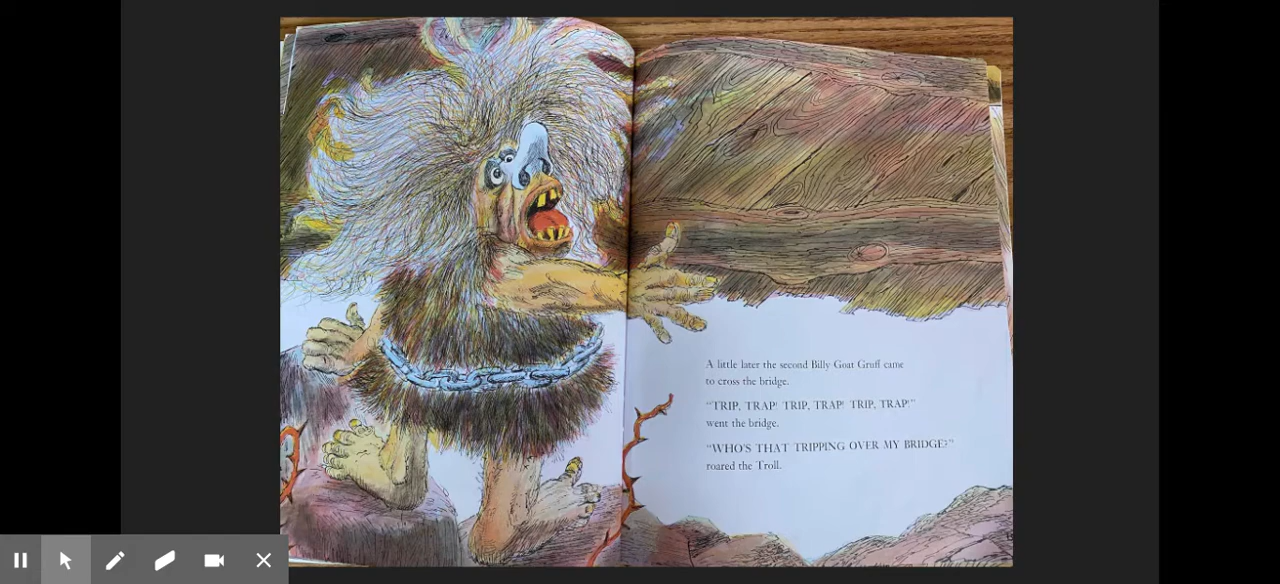 A little later the second Billy Goat Gruff came
to cross the bridge.
"TRIP, TRAP! TRIP, TRAP! TRIP, TRAP!"
went the bridge.
"WHO'S THAT TRIPPING OVER MY BRIDGE?"
roared the Troll.